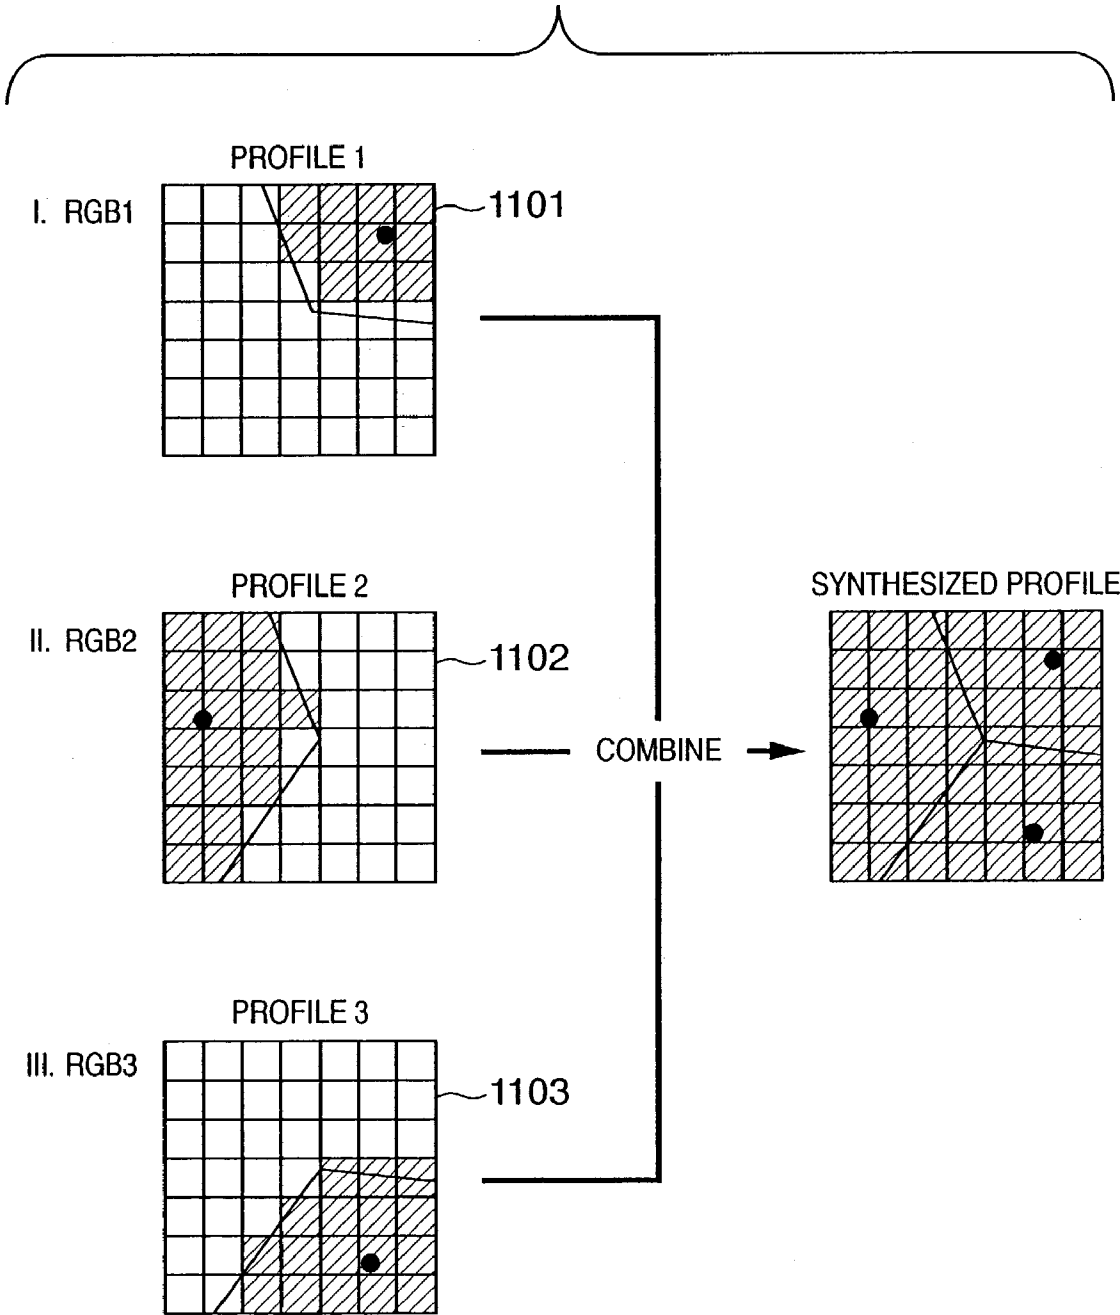 PROFILE 1
I. RGB1
1101
PROFILE 2
II. RGB2
1102
SYNTHESIZED PROFILE
COMBINE
PROFILE 3
III. RGB3
1103